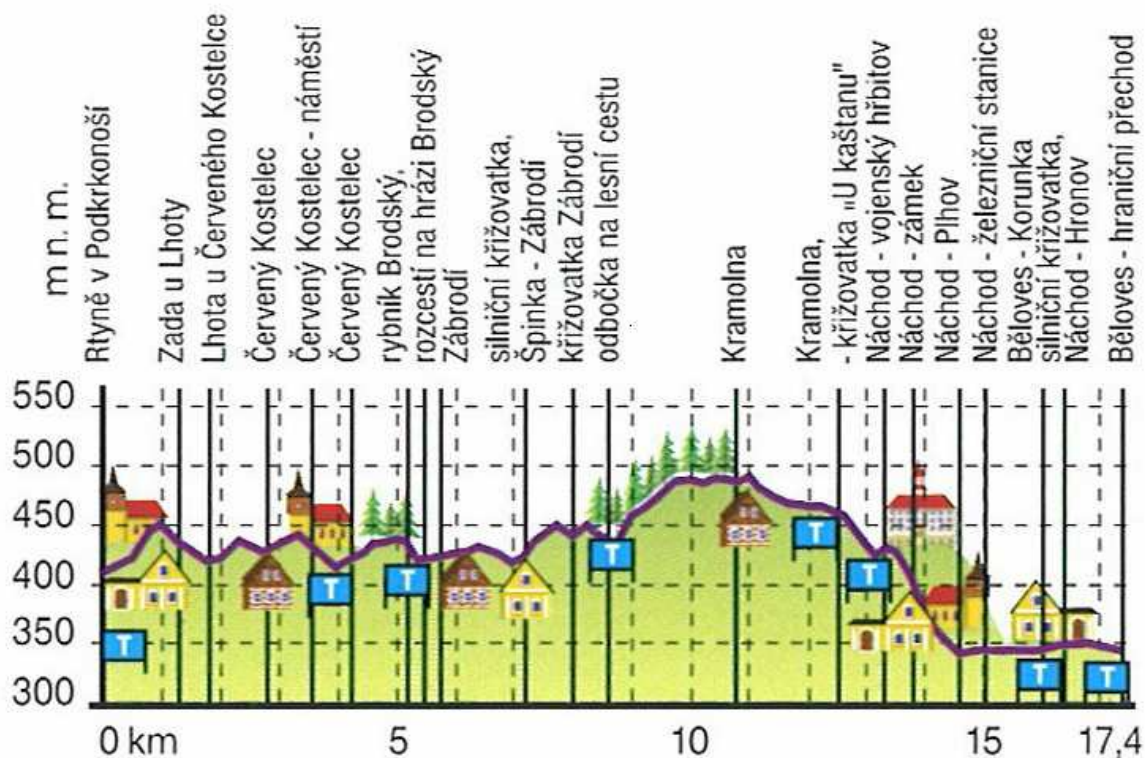 m n. m.
Rtyně v Podkrkonoší
Zada u Lhoty
Lhota u Červeného Kostelce
Červený Kostelec
Červený Kostelec - náměstí
Červený Kostelec
rybník Brodský,
rozcestí na hrázi Brodský
Zábrodí
silniční křižovatka,
Špinka - Zábrodí
křižovatka Zábrodí
odbočka na lesní cestu
Kramolna
Kramolna,
- křižovatka „U kaštanu"
Náchod - vojenský hřbitov
Náchod - zámek
Náchod - Plhov
Náchod - železniční stanice
Běloves - Korunka
silniční křižovatka,
Náchod - Hronov
Běloves - hraniční přechod
550
500
450
400
350
300
T
T
T
T
T
T
T
T
0 km 5 10 15 17,4